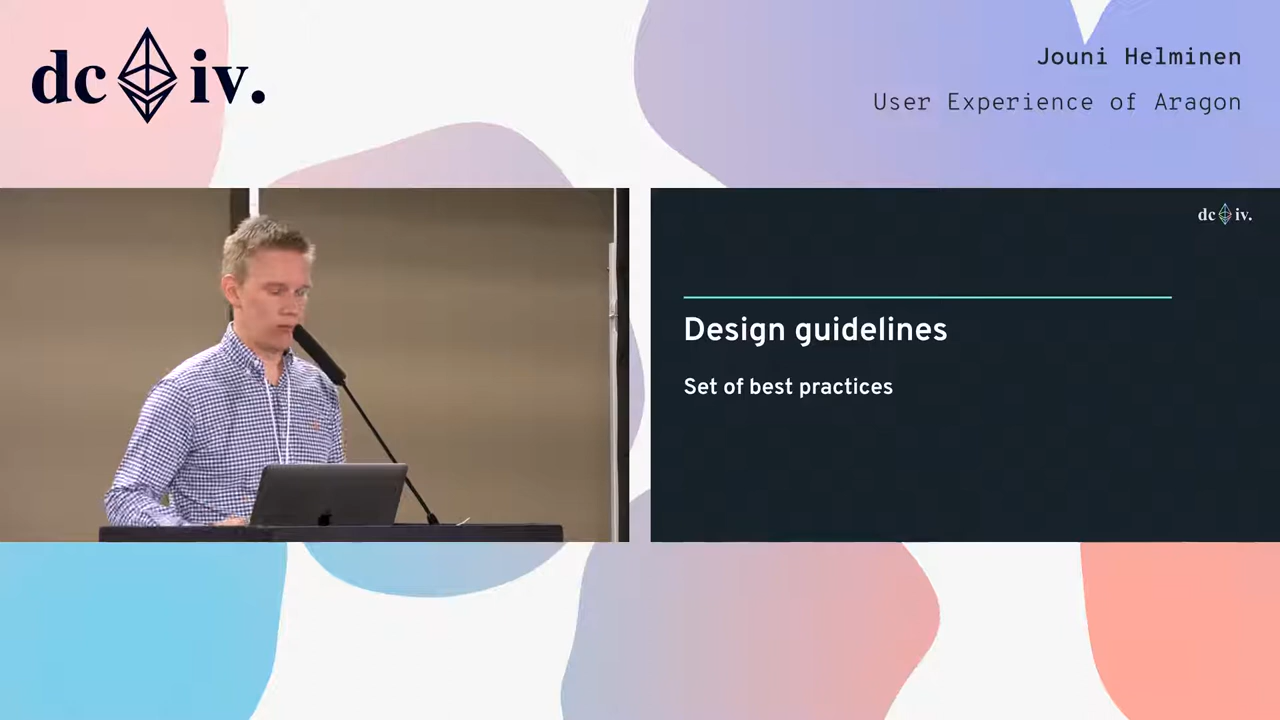 dc iv.
Jouni Helminen
User Experience of Aragon
dc iv.
Design guidelines
Set of best practices